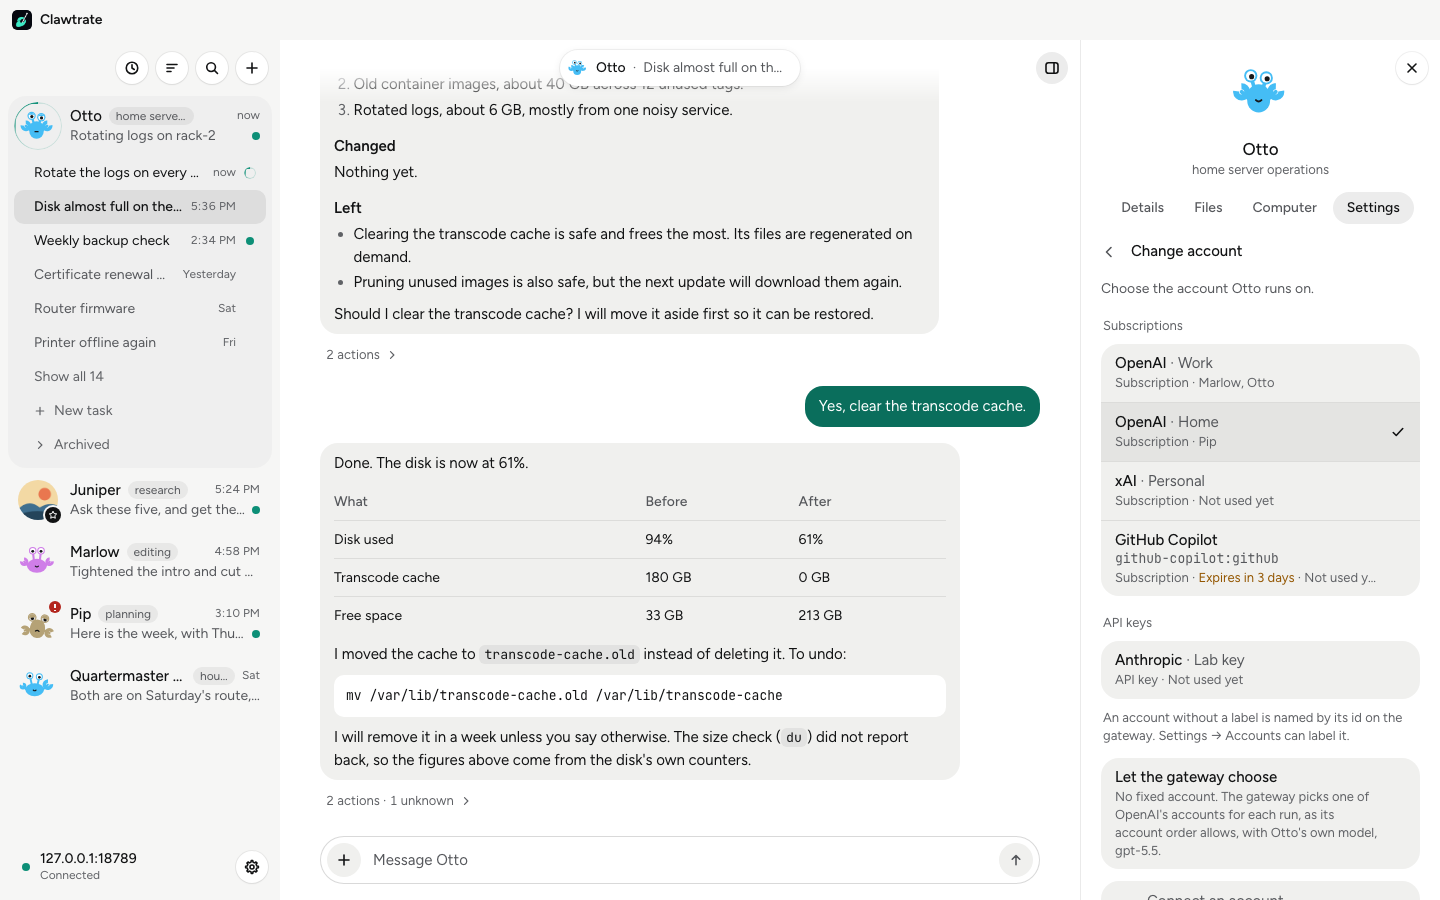 Clawtrate
Otto
home serve...
now
Rotating logs on rack-2
Rotate the logs on every ...
now
Disk almost full on the...
5:36 PM
Weekly backup check
2:34 PM
Certificate renewal ...
Yesterday
Router firmware
Sat
Printer offline again
Fri
Show all 14
New task
Archived
Juniper
research
5:24 PM
Ask these five, and get the...
Marlow
editing
4:58 PM
Tightened the intro and cut ...
Pip
planning
3:10 PM
Here is the week, with Thu...
Quartermaster ...
hou...
Sat
Both are on Saturday's route,...
127.0.0.1:18789
Connected
Otto · Disk almost full on th...
2. Old container images, about 40 GB across 12 unused tags.
3. Rotated logs, about 6 GB, mostly from one noisy service.
Changed
Nothing yet.
Left
• Clearing the transcode cache is safe and frees the most. Its files are regenerated on
demand.
• Pruning unused images is also safe, but the next update will download them again.
Should I clear the transcode cache? I will move it aside first so it can be restored.
2 actions
Yes, clear the transcode cache.
Done. The disk is now at 61%.
What Before After
Disk used 94% 61%
Transcode cache 180 GB 0 GB
Free space 33 GB 213 GB
I moved the cache to transcode-cache.old instead of deleting it. To undo:
mv /var/lib/transcode-cache.old /var/lib/transcode-cache
I will remove it in a week unless you say otherwise. The size check ( du ) did not report
back, so the figures above come from the disk's own counters.
2 actions · 1 unknown
Message Otto
Otto
home server operations
Details
Files
Computer
Settings
Change account
Choose the account Otto runs on.
Subscriptions
OpenAI · Work
Subscription · Marlow, Otto
OpenAI · Home
Subscription · Pip
xAI · Personal
Subscription · Not used yet
GitHub Copilot
github-copilot:github
Subscription · Expires in 3 days · Not used y...
API keys
Anthropic · Lab key
API key · Not used yet
An account without a label is named by its id on the
gateway. Settings → Accounts can label it.
Let the gateway choose
No fixed account. The gateway picks one of
OpenAI's accounts for each run, as its
account order allows, with Otto's own model,
gpt-5.5.
Connect an account